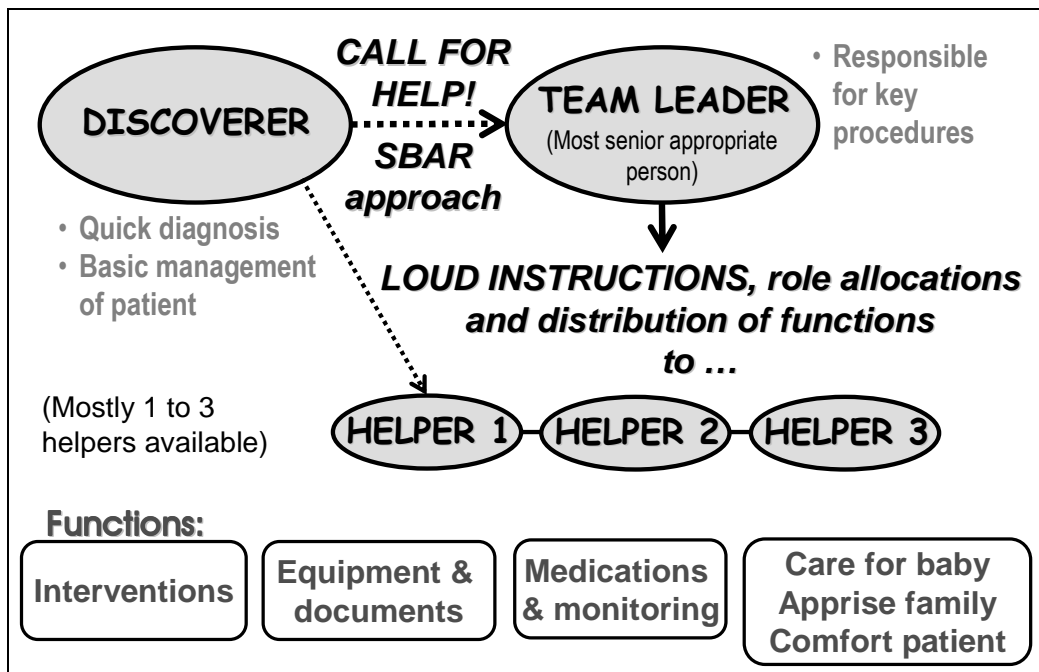 CALL FOR
HELP!
SBAR
approach
DISCOVERER
TEAM LEADER
(Most senior appropriate
person)
• Responsible
for key
procedures
• Quick diagnosis
• Basic management
of patient
LOUD INSTRUCTIONS, role allocations
and distribution of functions
to …
(Mostly 1 to 3
helpers available)
HELPER 1
HELPER 2
HELPER 3
Functions:
Interventions
Equipment &
documents
Medications
& monitoring
Care for baby
Apprise family
Comfort patient